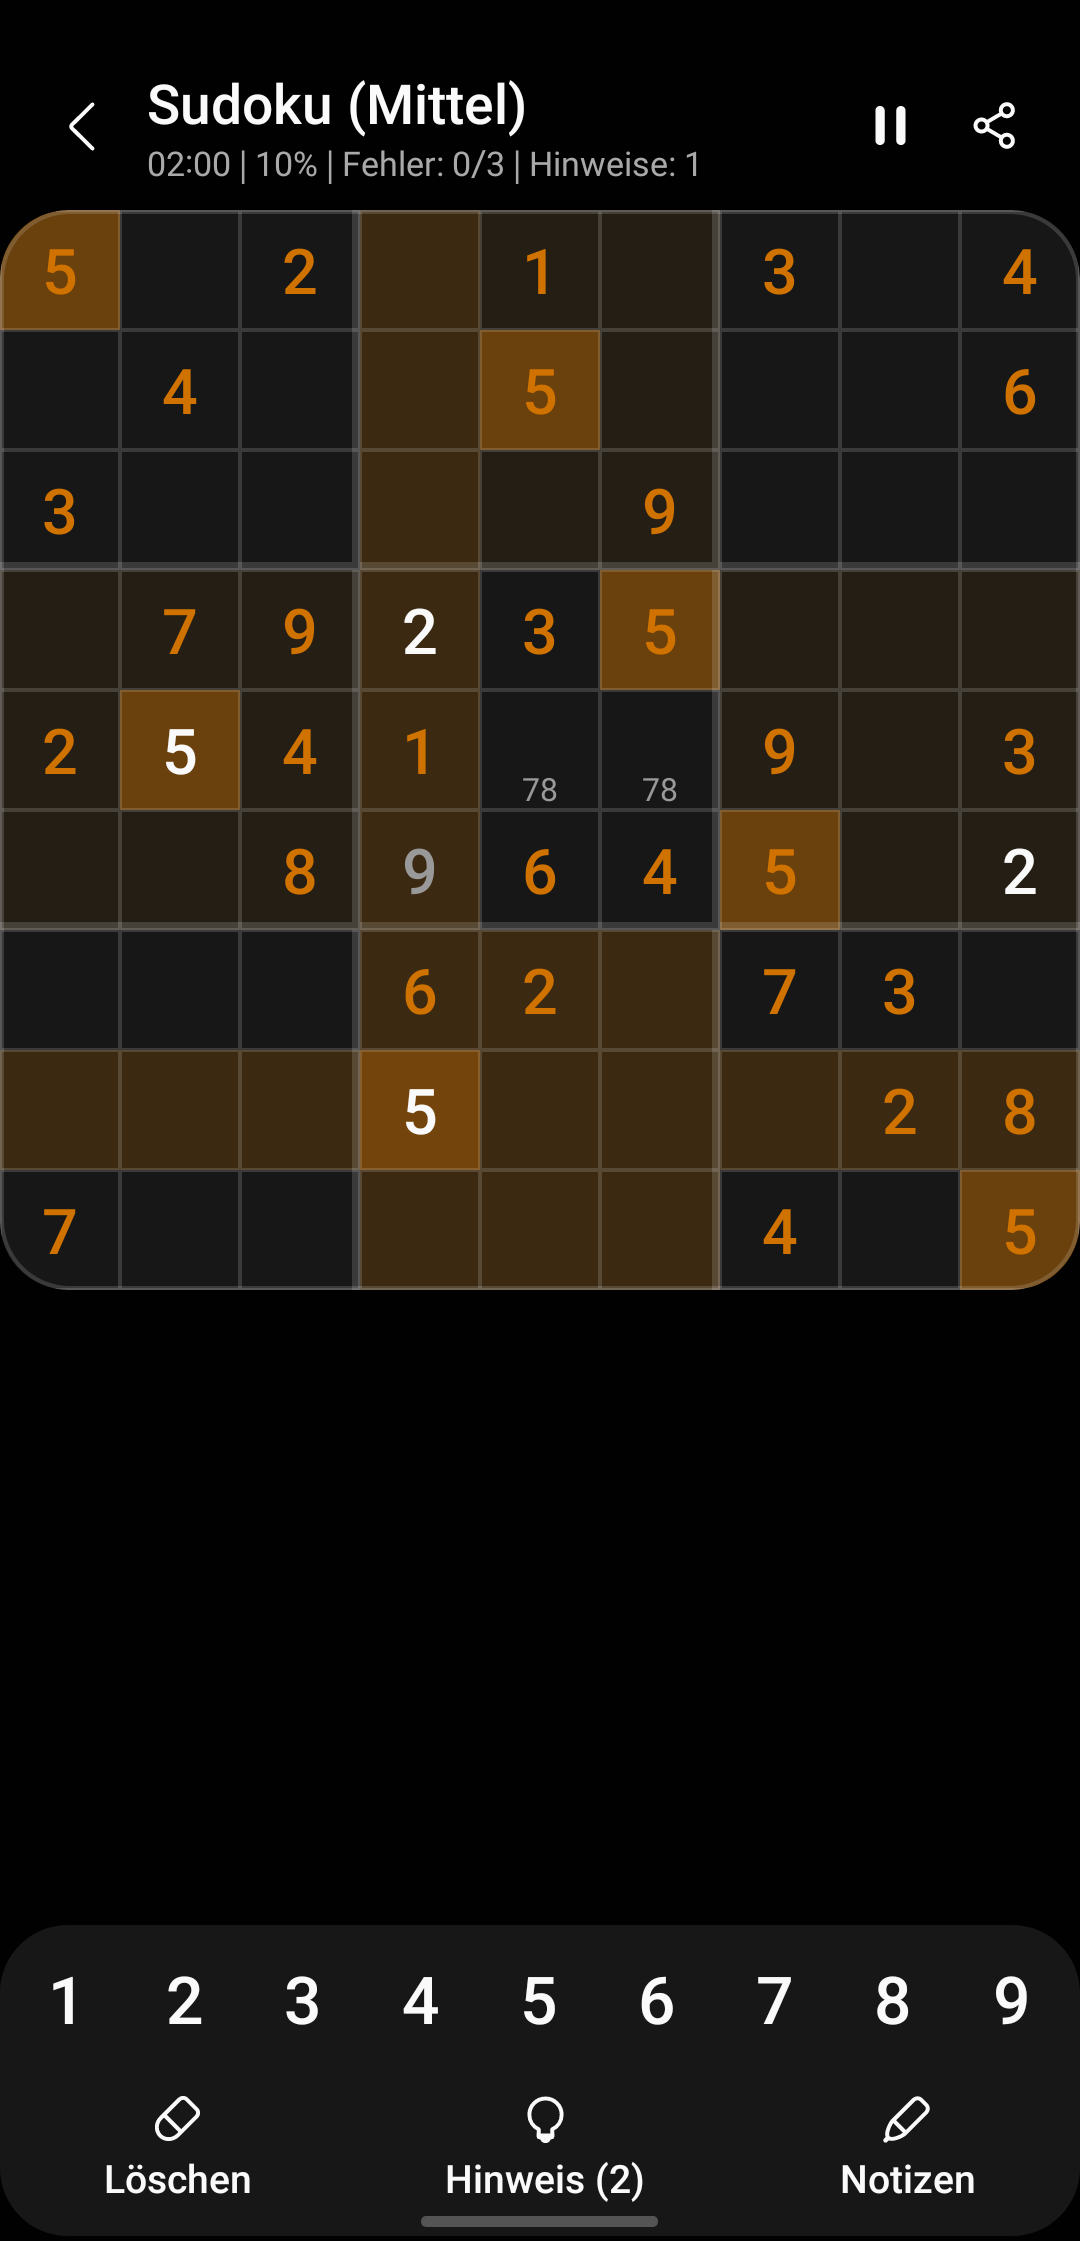 Sudoku (Mittel)
02:00 | 10% | Fehler: 0/3 | Hinweise: 1
5 2 1 3 4
4 5 6
3 9
7 9 2 3 5
2 5 4 1 78 78 9 3
8 9 6 4 5 2
6 2 7 3
5 2 8
7 4 5
1 2 3 4 5 6 7 8 9
Löschen Hinweis (2) Notizen